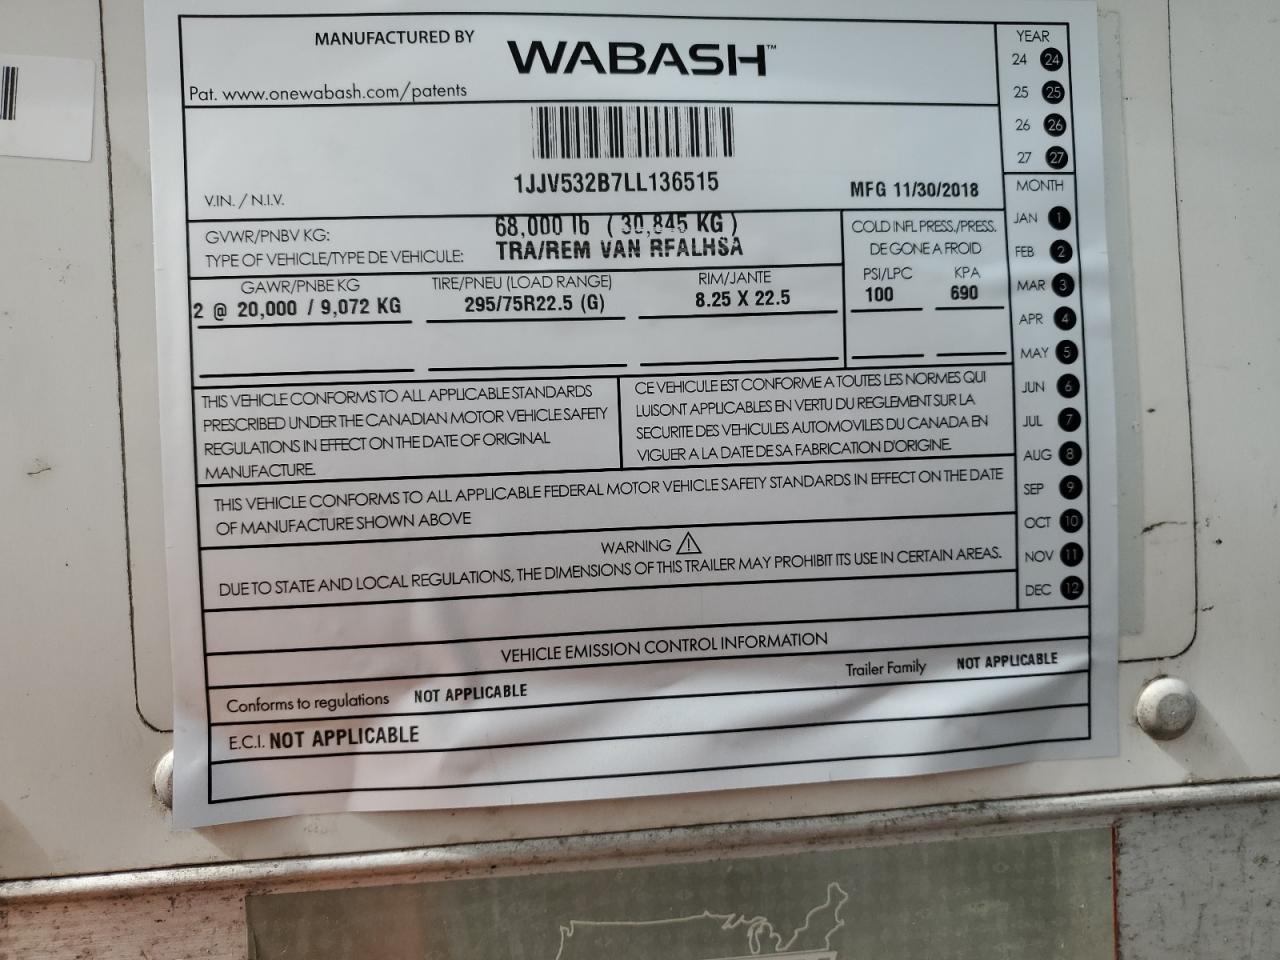 MANUFACTURED BY WABASH™
Pat. www.onewabash.com/patents
1JJV532B7LL136515
V.IN. / N.I.V.
MFG 11/30/2018
GVWR/PNBV KG: 68,000 lb ( 30,845 KG )
TYPE OF VEHICLE/TYPE DE VEHICULE: TRA/REM VAN RFALHSA
COLD INFL PRESS./PRESS.
DE GONE A FROID
GAWR/PNBE KG TIRE/PNEU (LOAD RANGE) RIM/JANTE PSI/LPC KPA
2 @ 20,000 / 9,072 KG 295/75R22.5 (G) 8.25 X 22.5 100 690
THIS VEHICLE CONFORMS TO ALL APPLICABLE STANDARDS
PRESCRIBED UNDER THE CANADIAN MOTOR VEHICLE SAFETY
REGULATIONS IN EFFECT ON THE DATE OF ORIGINAL
MANUFACTURE.
CE VEHICULE EST CONFORME A TOUTES LES NORMES QUI
LUISONT APPLICABLES EN VERTU DU REGLEMENT SUR LA
SECURITE DES VEHICULES AUTOMOVILES DU CANADA EN
VIGUER A LA DATE DE SA FABRICATION D'ORIGINE.
THIS VEHICLE CONFORMS TO ALL APPLICABLE FEDERAL MOTOR VEHICLE SAFETY STANDARDS IN EFFECT ON THE DATE
OF MANUFACTURE SHOWN ABOVE
WARNING
DUE TO STATE AND LOCAL REGULATIONS, THE DIMENSIONS OF THIS TRAILER MAY PROHIBIT ITS USE IN CERTAIN AREAS.
VEHICLE EMISSION CONTROL INFORMATION
Conforms to regulations NOT APPLICABLE Trailer Family NOT APPLICABLE
E.C.I. NOT APPLICABLE
YEAR
24 24
25 25
26 26
27 27
MONTH
JAN 1
FEB 2
MAR 3
APR 4
MAY 5
JUN 6
JUL 7
AUG 8
SEP 9
OCT 10
NOV 11
DEC 12